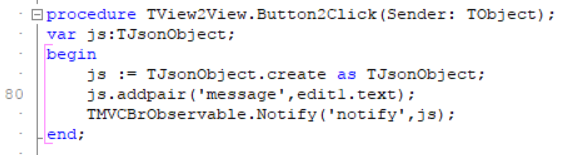 procedure TView2View.Button2Click(Sender: TObject);
var js:TJsonObject;
begin
js := TJsonObject.create as TJsonObject;
80 js.addpair('message',edit1.text);
TMVCBrObservable.Notify('notify',js);
end;